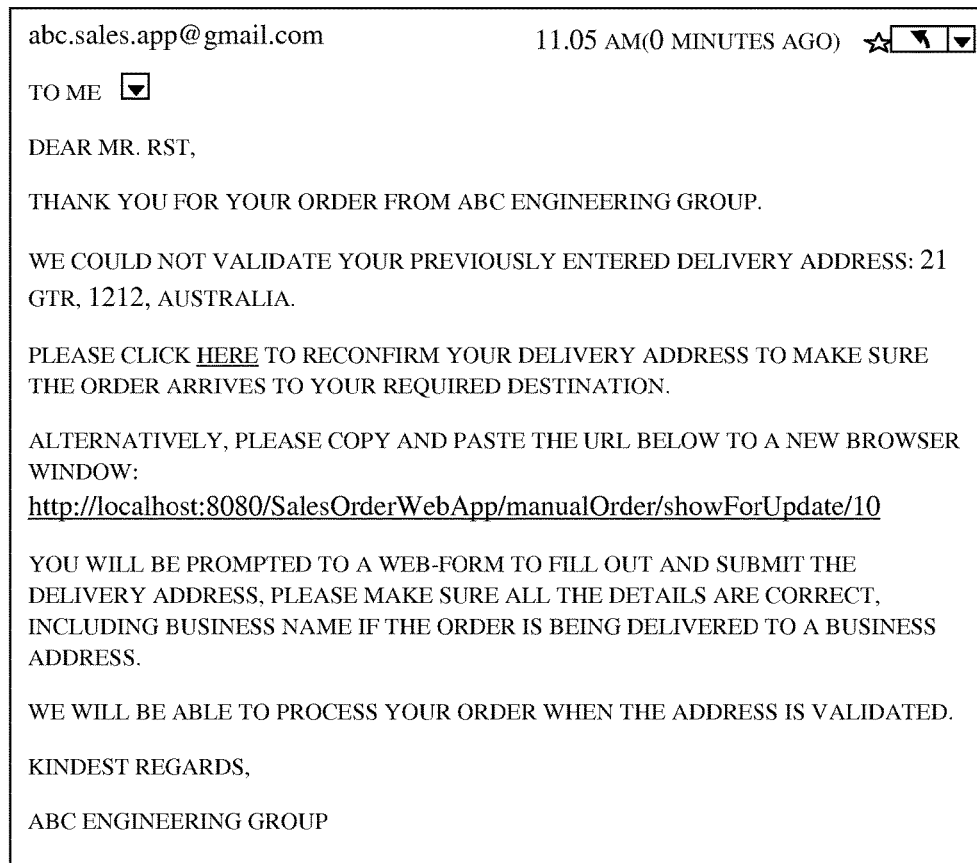 abc.sales.app@gmail.com 11.05 AM(0 MINUTES AGO)
TO ME
DEAR MR. RST,
THANK YOU FOR YOUR ORDER FROM ABC ENGINEERING GROUP.
WE COULD NOT VALIDATE YOUR PREVIOUSLY ENTERED DELIVERY ADDRESS: 21
GTR, 1212, AUSTRALIA.
PLEASE CLICK HERE TO RECONFIRM YOUR DELIVERY ADDRESS TO MAKE SURE
THE ORDER ARRIVES TO YOUR REQUIRED DESTINATION.
ALTERNATIVELY, PLEASE COPY AND PASTE THE URL BELOW TO A NEW BROWSER
WINDOW:
http://localhost:8080/SalesOrderWebApp/manualOrder/showForUpdate/10
YOU WILL BE PROMPTED TO A WEB-FORM TO FILL OUT AND SUBMIT THE
DELIVERY ADDRESS, PLEASE MAKE SURE ALL THE DETAILS ARE CORRECT,
INCLUDING BUSINESS NAME IF THE ORDER IS BEING DELIVERED TO A BUSINESS
ADDRESS.
WE WILL BE ABLE TO PROCESS YOUR ORDER WHEN THE ADDRESS IS VALIDATED.
KINDEST REGARDS,
ABC ENGINEERING GROUP